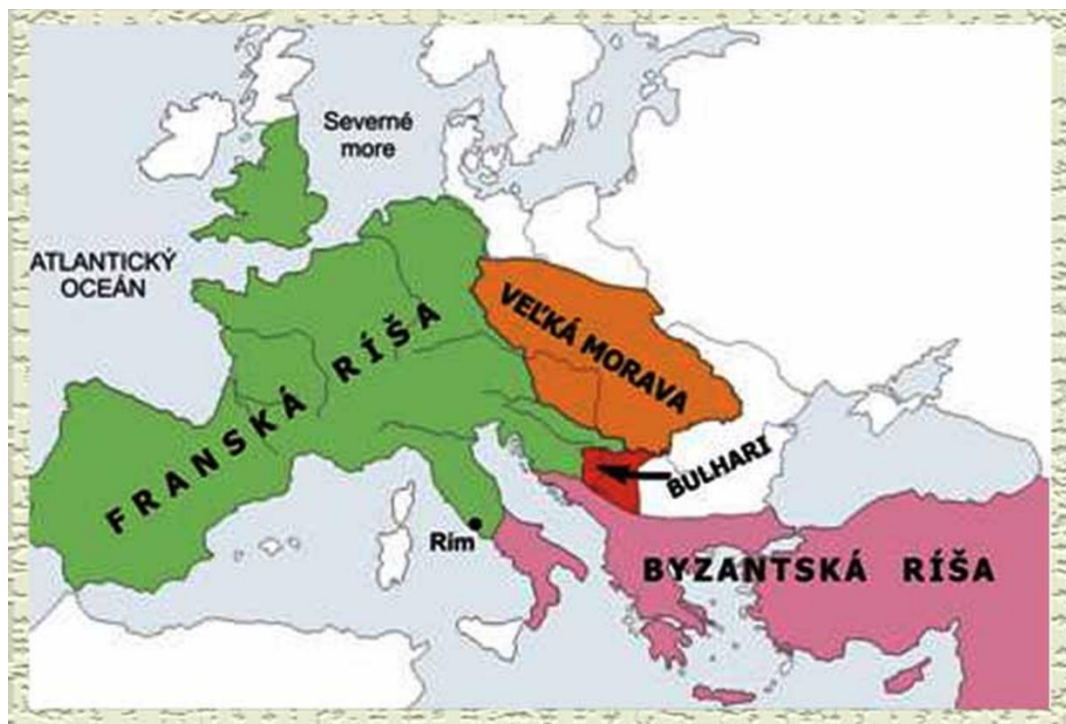 Severné
more
ATLANTICKÝ
OCEÁN
FRANSKÁ RÍŠA
VEĽKÁ MORAVA
BULHARI
Rím
BYZANTSKÁ RÍŠA